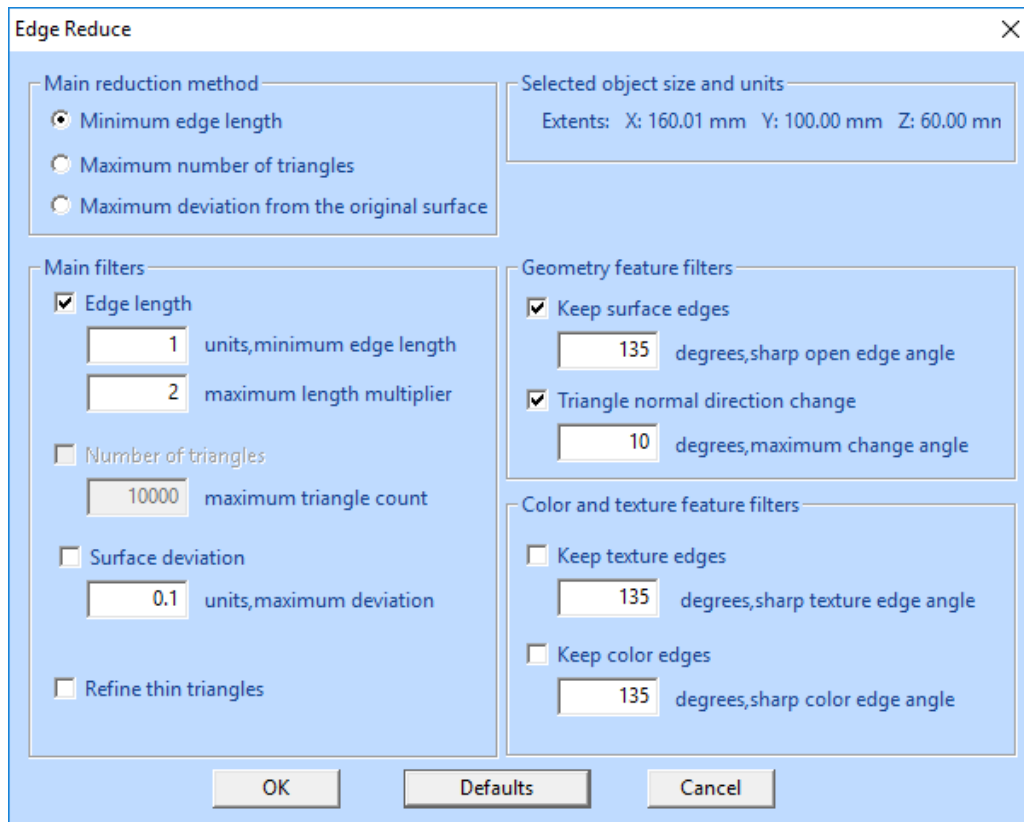 Edge Reduce
Main reduction method
Minimum edge length
Maximum number of triangles
Maximum deviation from the original surface
Selected object size and units
Extents: X: 160.01 mm Y: 100.00 mm Z: 60.00 mn
Main filters
Edge length
1 units,minimum edge length
2 maximum length multiplier
Number of triangles
10000 maximum triangle count
Surface deviation
0.1 units,maximum deviation
Refine thin triangles
Geometry feature filters
Keep surface edges
135 degrees,sharp open edge angle
Triangle normal direction change
10 degrees,maximum change angle
Color and texture feature filters
Keep texture edges
135 degrees,sharp texture edge angle
Keep color edges
135 degrees,sharp color edge angle
OK Defaults Cancel